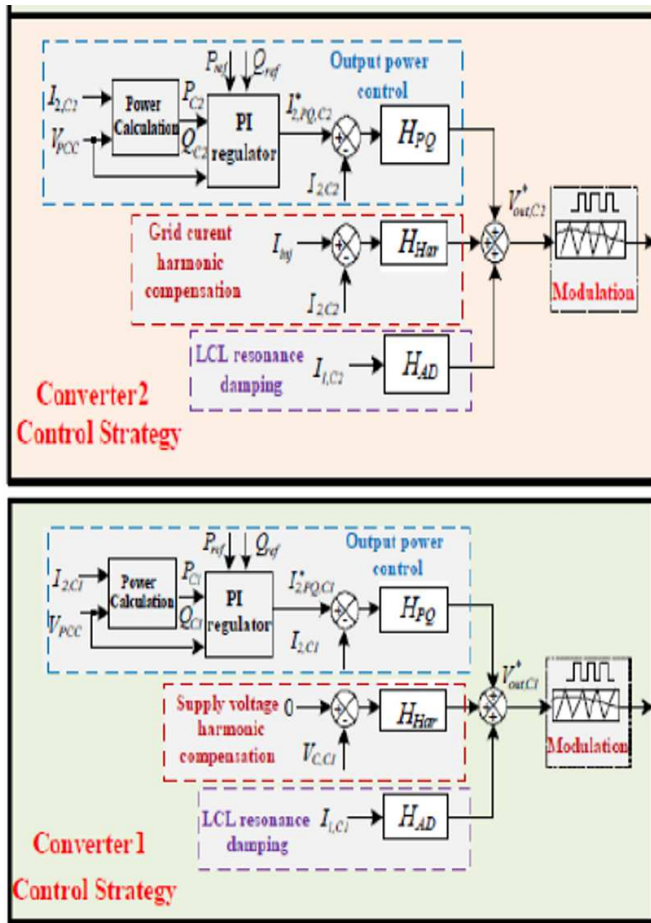 P_ref Q_ref
Output power
control
I_2,C2
Power
Calculation
P_C2
I*_2,PQ,C2
V_PCC
Q_C2
PI
regulator
H_PQ
I_2,C2
V*_out,C2
Grid curent
harmonic
compensation
H_Har
I_2,C2
Modulation
LCL resonance
damping
I_1,C2
H_AD
Converter2
Control Strategy
P_ref Q_ref
Output power
control
I_2,C1
Power
Calculation
P_C1
I*_2,PQ,C1
V_PCC
Q_C1
PI
regulator
H_PQ
I_2,C1
V*_out,C1
Supply voltage
harmonic
compensation
0
H_Har
V_C,C1
Modulation
LCL resonance
damping
I_1,C1
H_AD
Converter1
Control Strategy